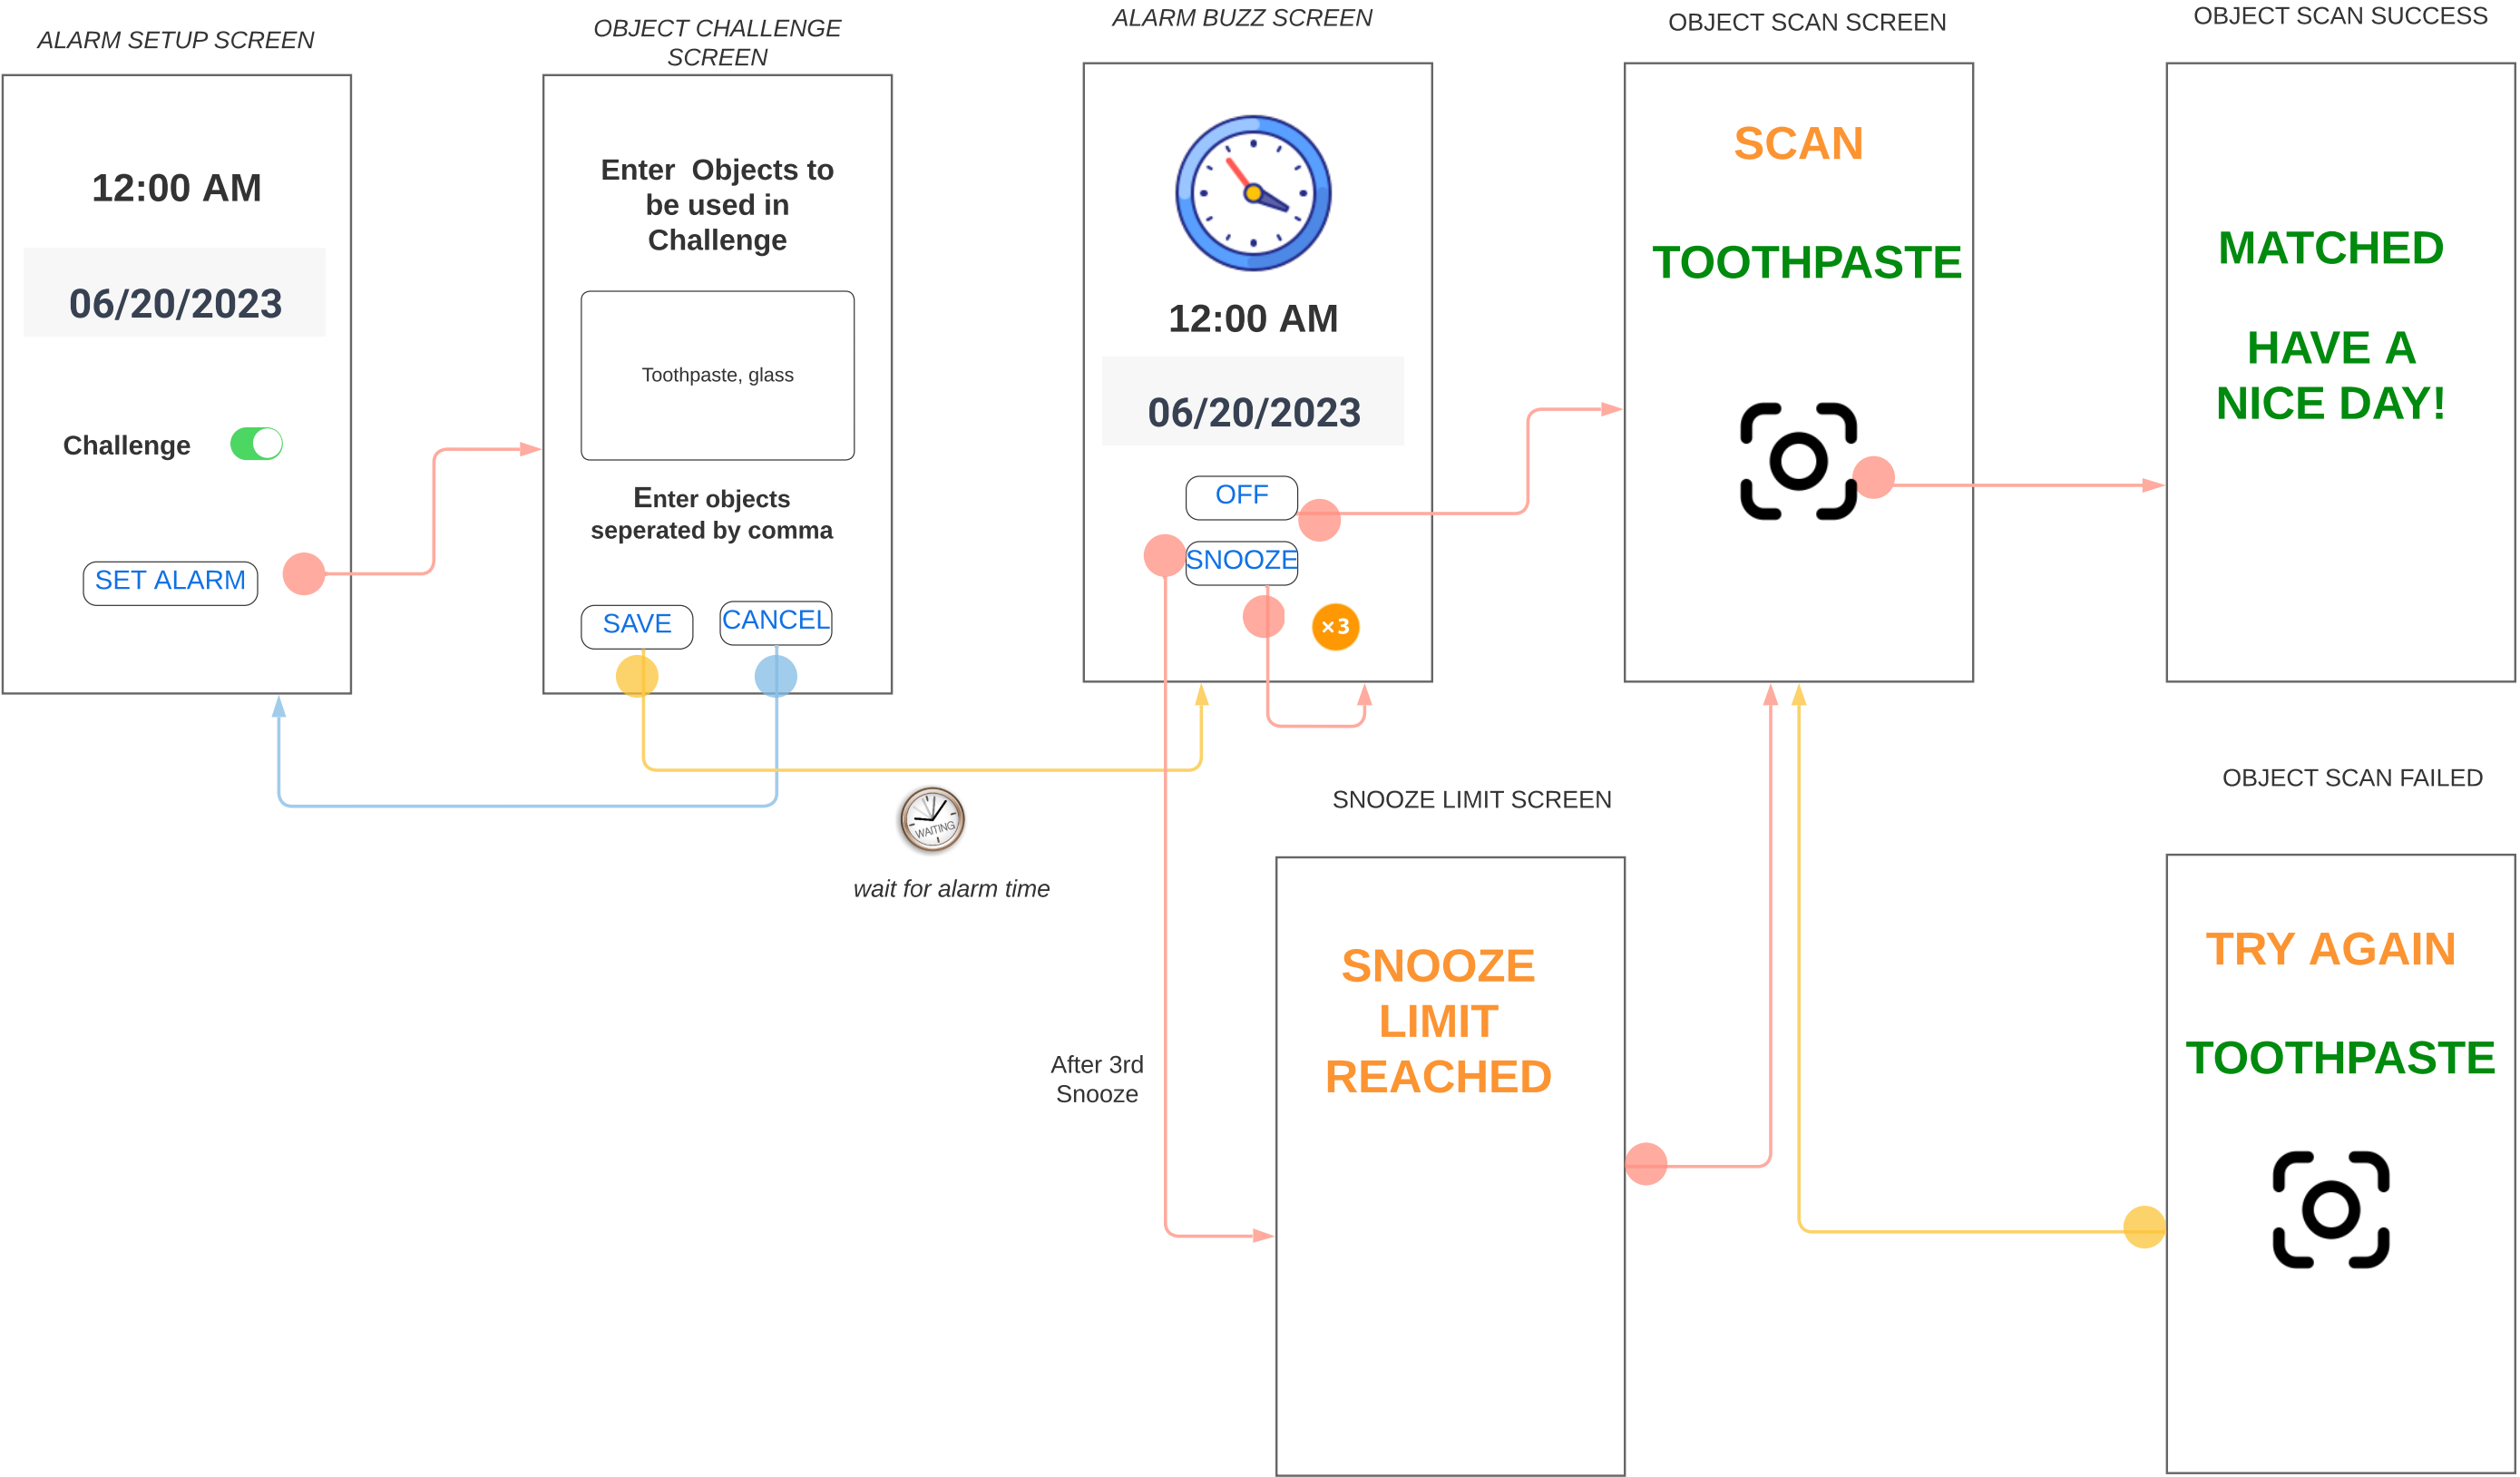 ALARM SETUP SCREEN
12:00 AM
06/20/2023
Challenge
SET ALARM
OBJECT CHALLENGE
SCREEN
Enter  Objects to
be used in
Challenge
Toothpaste, glass
Enter objects
seperated by comma
SAVE
CANCEL
WAITING
wait for alarm time
ALARM BUZZ SCREEN
12:00 AM
06/20/2023
OFF
SNOOZE
×3
After 3rd
Snooze
SNOOZE LIMIT SCREEN
SNOOZE
LIMIT
REACHED
OBJECT SCAN SCREEN
SCAN
TOOTHPASTE
OBJECT SCAN SUCCESS
MATCHED
HAVE A
NICE DAY!
OBJECT SCAN FAILED
TRY AGAIN
TOOTHPASTE